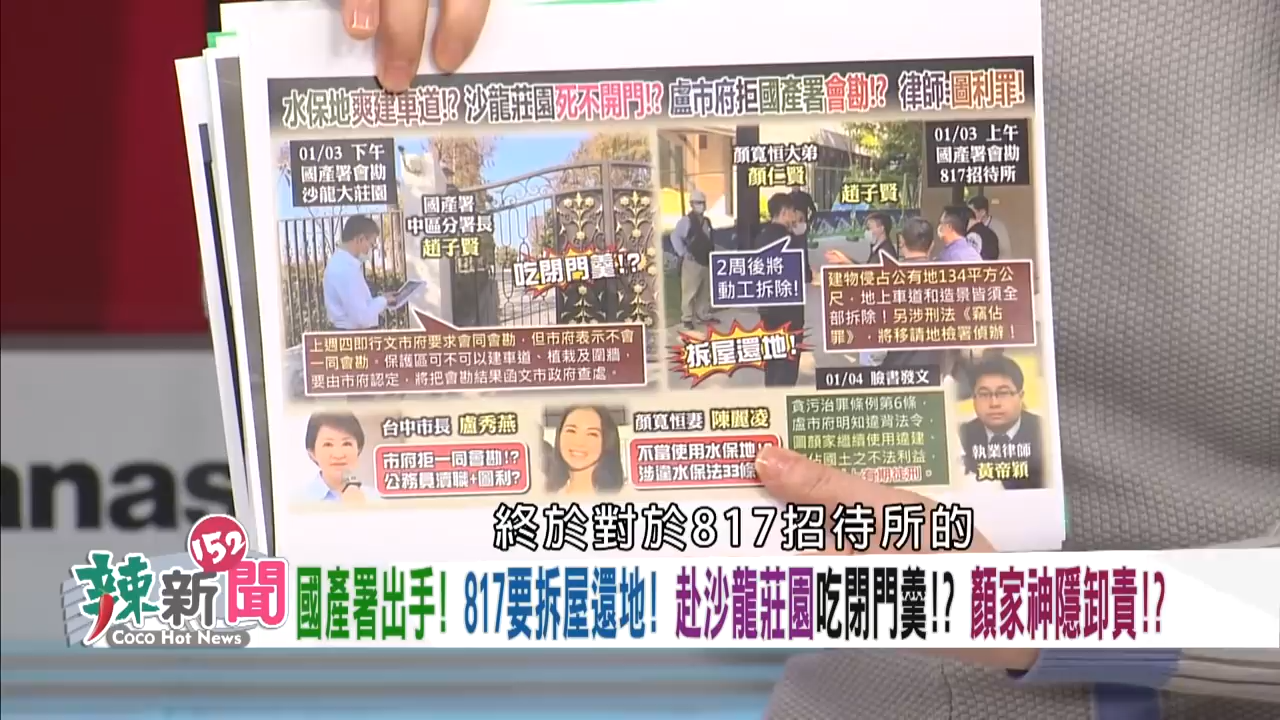 水保地爽建車道!? 沙龍莊園死不開門!? 盧市府拒國產署會勘!? 律師:圖利罪!
01/03 下午
國產署會勘
沙龍大莊園
國產署
中區分署長
趙子賢
吃閉門羹!?
上週四即行文市府要求會同會勘，但市府表示不會
一同會勘。保護區可不可以建車道、植栽及圍牆，
要由市府認定，將把會勘結果函文市政府查處。
顏寬恒大弟
顏仁賢
趙子賢
01/03 上午
國產署會勘
817招待所
2周後將
動工拆除!
建物侵占公有地134平方公
尺，地上車道和造景皆須全
部拆除！另涉刑法《竊佔
罪》，將移請地檢署偵辦！
拆屋還地!
台中市長 盧秀燕
市府拒一同會勘!?
公務員瀆職+圖利?
顏寬恒妻 陳麗凌
不當使用水保地!?
涉違水保法33條
01/04 臉書發文
貪污治罪條例第6條，
盧市府明知違背法令，
圖顏家繼續使用違建、
佔國土之不法利益，
有期徒刑。
執業律師
黃帝穎
anas
終於對於817招待所的
辣新聞
152
Coco Hot News
國產署出手! 817要拆屋還地! 赴沙龍莊園吃閉門羹!? 顏家神隱卸責!?